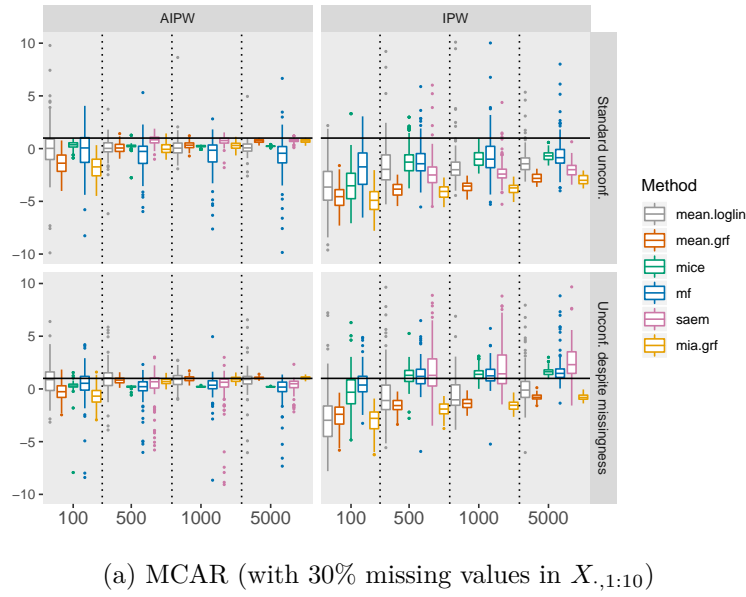 AIPW
IPW
10
5
0
−5
−10
Standard unconf.
10
5
0
−5
−10
Unconf. despite missingness
100
500
1000
5000
100
500
1000
5000
Method
mean.loglin
mean.grf
mice
mf
saem
mia.grf
(a) MCAR (with 30% missing values in X·,1:10)